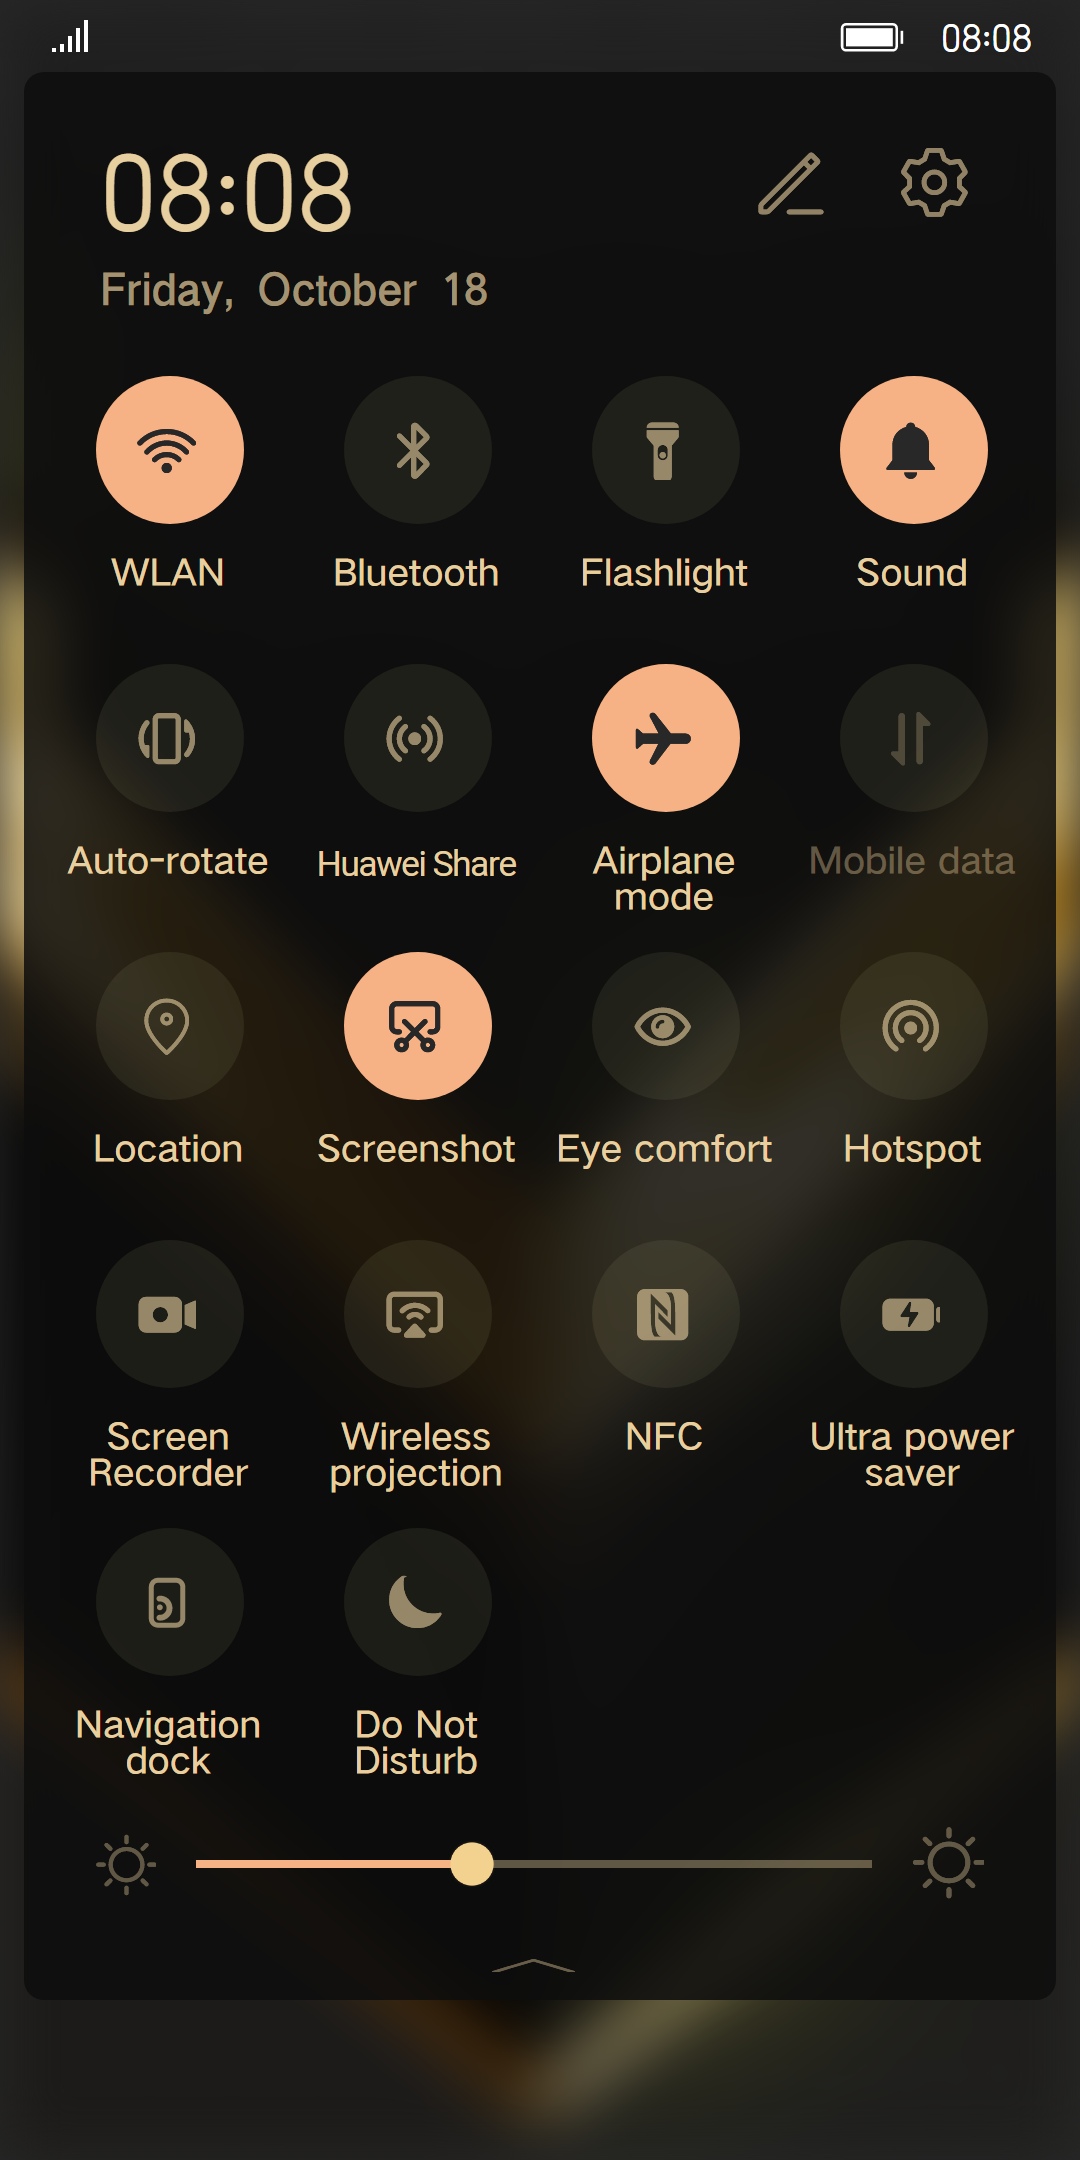 08:08
08:08
Friday, October 18
WLAN
Bluetooth
Flashlight
Sound
Auto-rotate
Huawei Share
Airplane
mode
Mobile data
Location
Screenshot
Eye comfort
Hotspot
Screen
Recorder
Wireless
projection
NFC
Ultra power
saver
Navigation
dock
Do Not
Disturb